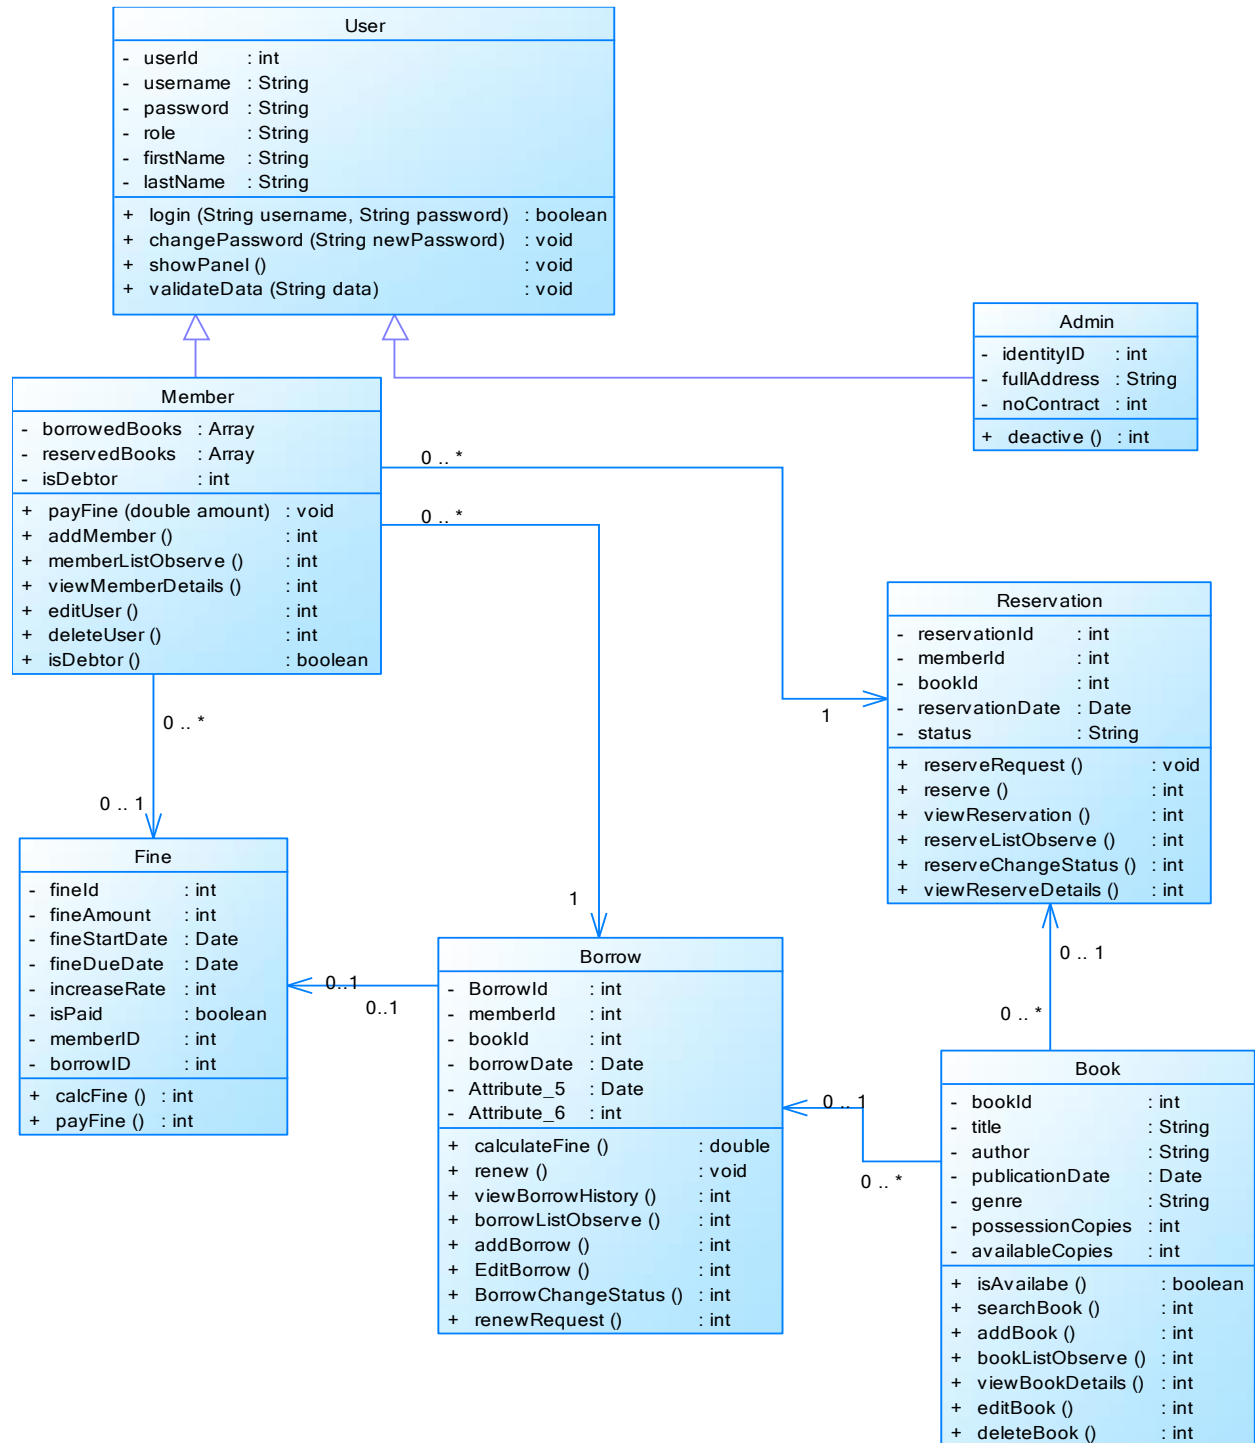 User
- userId : int
- username : String
- password : String
- role : String
- firstName : String
- lastName : String
+ login (String username, String password) : boolean
+ changePassword (String newPassword) : void
+ showPanel () : void
+ validateData (String data) : void
Admin
- identityID : int
- fullAddress : String
- noContract : int
+ deactive () : int
Member
- borrowedBooks : Array
- reservedBooks : Array
- isDebtor : int
+ payFine (double amount) : void
+ addMember () : int
+ memberListObserve () : int
+ viewMemberDetails () : int
+ editUser () : int
+ deleteUser () : int
+ isDebtor () : boolean
0 .. *
0 .. *
1
0 .. *
0 .. 1
1
Reservation
- reservationId : int
- memberId : int
- bookId : int
- reservationDate : Date
- status : String
+ reserveRequest () : void
+ reserve () : int
+ viewReservation () : int
+ reserveListObserve () : int
+ reserveChangeStatus () : int
+ viewReserveDetails () : int
Fine
- fineId : int
- fineAmount : int
- fineStartDate : Date
- fineDueDate : Date
- increaseRate : int
- isPaid : boolean
- memberID : int
- borrowID : int
+ calcFine () : int
+ payFine () : int
0..1
0..1
Borrow
- BorrowId : int
- memberId : int
- bookId : int
- borrowDate : Date
- Attribute_5 : Date
- Attribute_6 : int
+ calculateFine () : double
+ renew () : void
+ viewBorrowHistory () : int
+ borrowListObserve () : int
+ addBorrow () : int
+ EditBorrow () : int
+ BorrowChangeStatus () : int
+ renewRequest () : int
0 .. 1
0 .. *
0 .. 1
0 .. *
Book
- bookId : int
- title : String
- author : String
- publicationDate : Date
- genre : String
- possessionCopies : int
- availableCopies : int
+ isAvailabe () : boolean
+ searchBook () : int
+ addBook () : int
+ bookListObserve () : int
+ viewBookDetails () : int
+ editBook () : int
+ deleteBook () : int